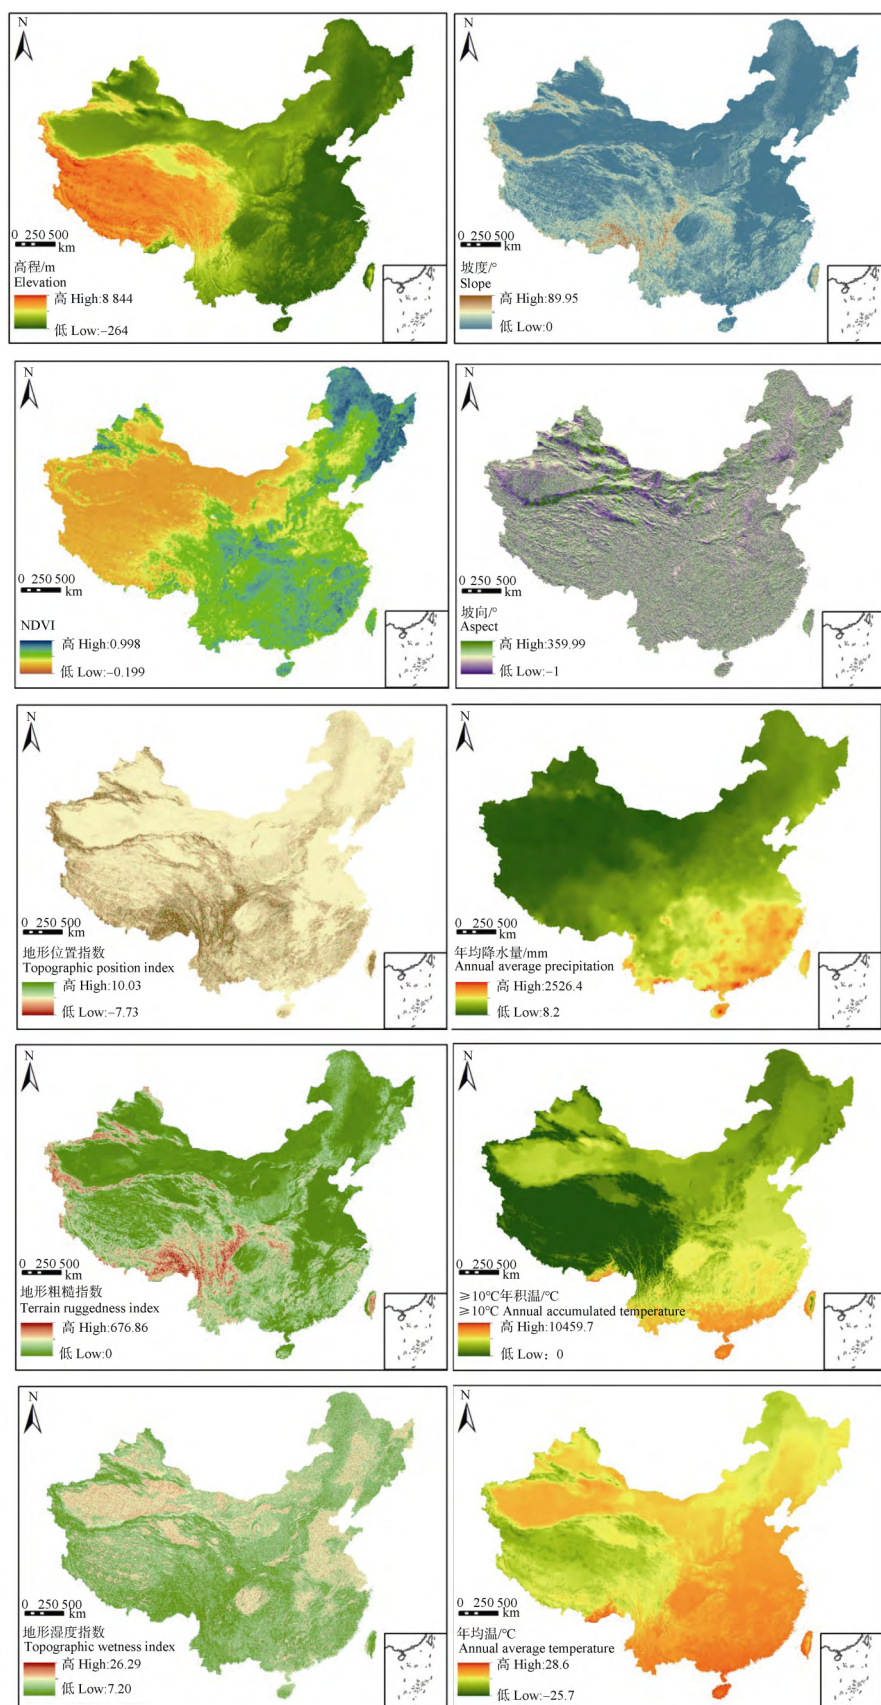 N
0 250 500
km
高程/m
Elevation
高 High:8 844
低 Low:–264
N
0 250 500
km
坡度/°
Slope
高 High:89.95
低 Low:0
N
0 250 500
km
NDVI
高 High:0.998
低 Low:–0.199
N
0 250 500
km
坡向/°
Aspect
高 High:359.99
低 Low:–1
N
0 250 500
km
地形位置指数
Topographic position index
高 High:10.03
低 Low:–7.73
N
0 250 500
km
年均降水量/mm
Annual average precipitation
高 High:2526.4
低 Low:8.2
N
0 250 500
km
地形粗糙指数
Terrain ruggedness index
高 High:676.86
低 Low:0
N
0 250 500
km
≥10℃年积温/℃
≥10℃ Annual accumulated temperature
高 High:10459.7
低 Low：0
N
0 250 500
km
地形湿度指数
Topographic wetness index
高 High:26.29
低 Low:7.20
N
0 250 500
km
年均温/℃
Annual average temperature
高 High:28.6
低 Low:–25.7